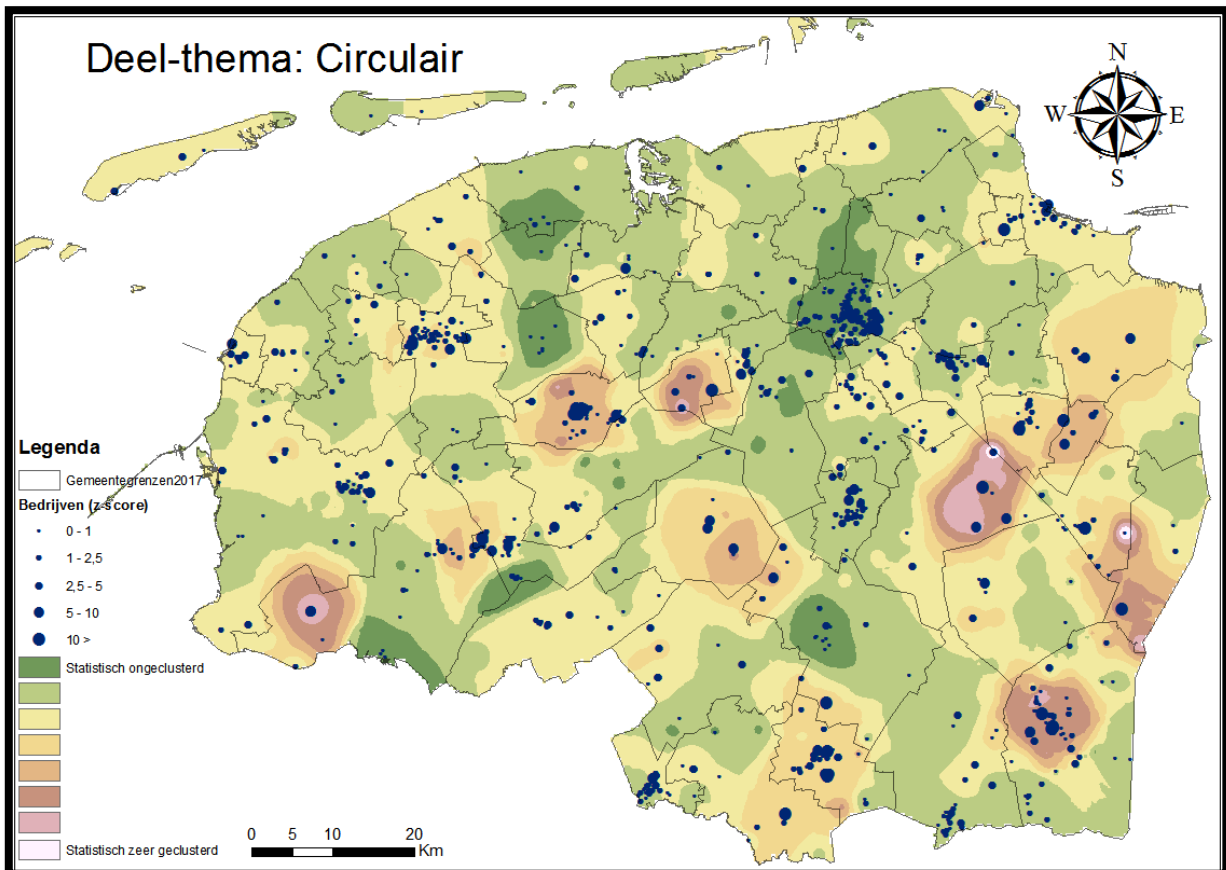 Deel-thema: Circulair
N
W E
S
Legenda
Gemeentegrenzen2017
Bedrijven (z-score)
0 - 1
1 - 2,5
2,5 - 5
5 - 10
10 >
Statistisch ongeclusterd
Statistisch zeer geclusterd
0 5 10 20
Km